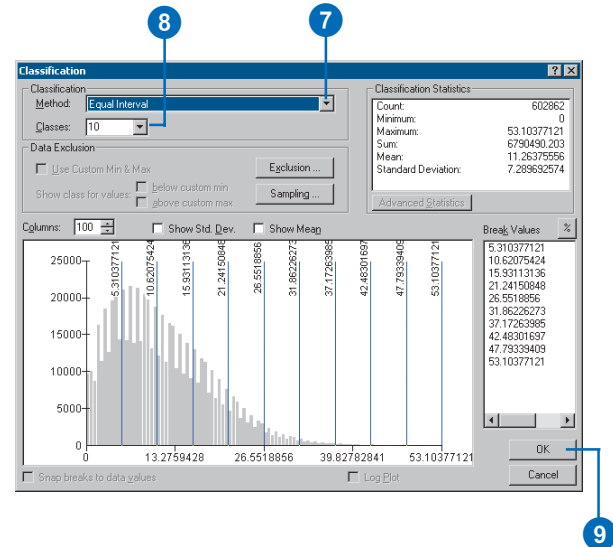 8
7
Classification
? ×
Classification
Method: Equal Interval
Classes: 10
Classification Statistics
Count: 602862
Minimum: 0
Maximum: 53.10377121
Sum: 6790490.203
Mean: 11.26375556
Standard Deviation: 7.289692574
Advanced Statistics
Data Exclusion
Use Custom Min & Max
Exclusion ...
Show class for values:
below custom min
above custom max
Sampling ...
Columns: 100
Show Std. Dev.
Show Mean
Break Values
%
5.310377121
10.62075424
15.93113136
21.24150848
26.5518856
31.86226273
37.17263985
42.48301697
47.79339409
53.10377121
25000
20000
15000
10000
5000
0
5.310377121
10.62075424
15.93113136
21.24150848
26.5518856
31.86226273
37.17263985
42.48301697
47.79339409
53.10377121
0
13.2759428
26.5518856
39.82782841
53.10377121
OK
Cancel
Snap breaks to data values
Log Plot
9